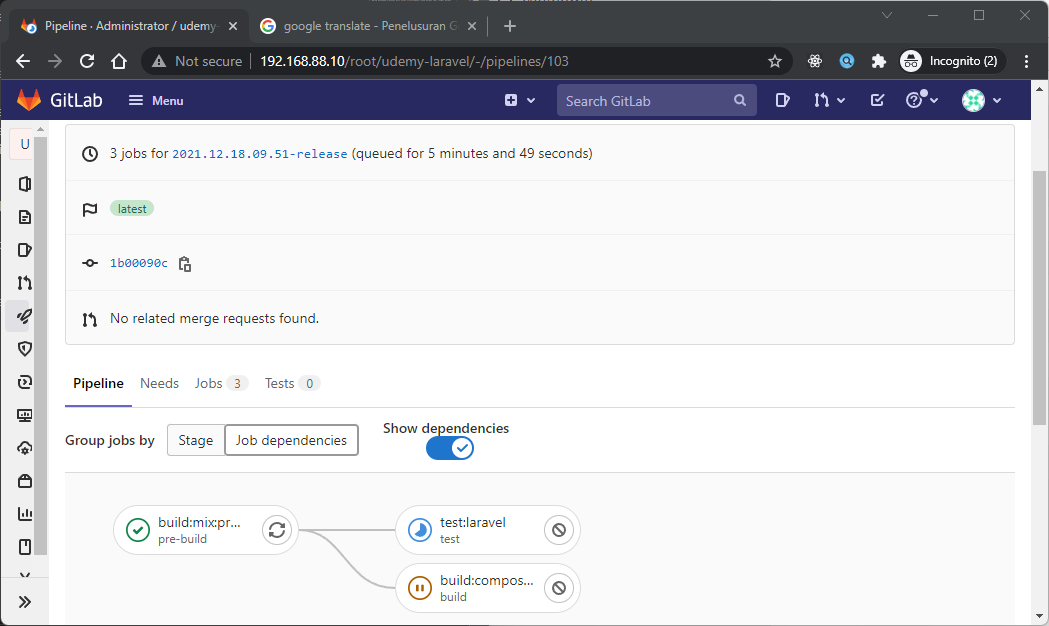 Pipeline · Administrator / udemy-
google translate - Penelusuran G
Not secure
192.168.88.10/root/udemy-laravel/-/pipelines/103
Incognito (2)
GitLab
Menu
Search GitLab
U
3 jobs for 2021.12.18.09.51-release (queued for 5 minutes and 49 seconds)
latest
1b00090c
No related merge requests found.
Pipeline Needs Jobs 3 Tests 0
Show dependencies
Group jobs by Stage Job dependencies
build:mix:pr...
pre-build
test:laravel
test
build:compos...
build